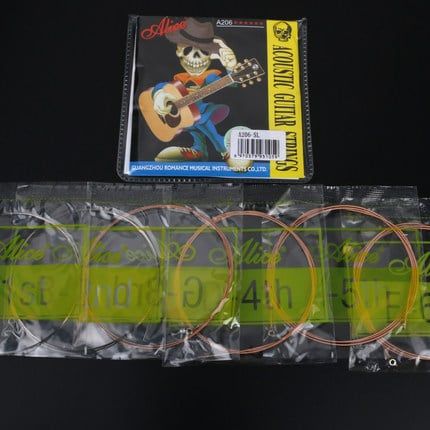 Alice
A206★★★★★★
ACOUSTIC GUITAR STRINGS
A206-SL
GUANGZHOU ROMANCE MUSICAL INSTRUMENTS CO.,LTD.
Alice
Alice
Alice
Alice
Alice
1st
G
4th
5th
E 6